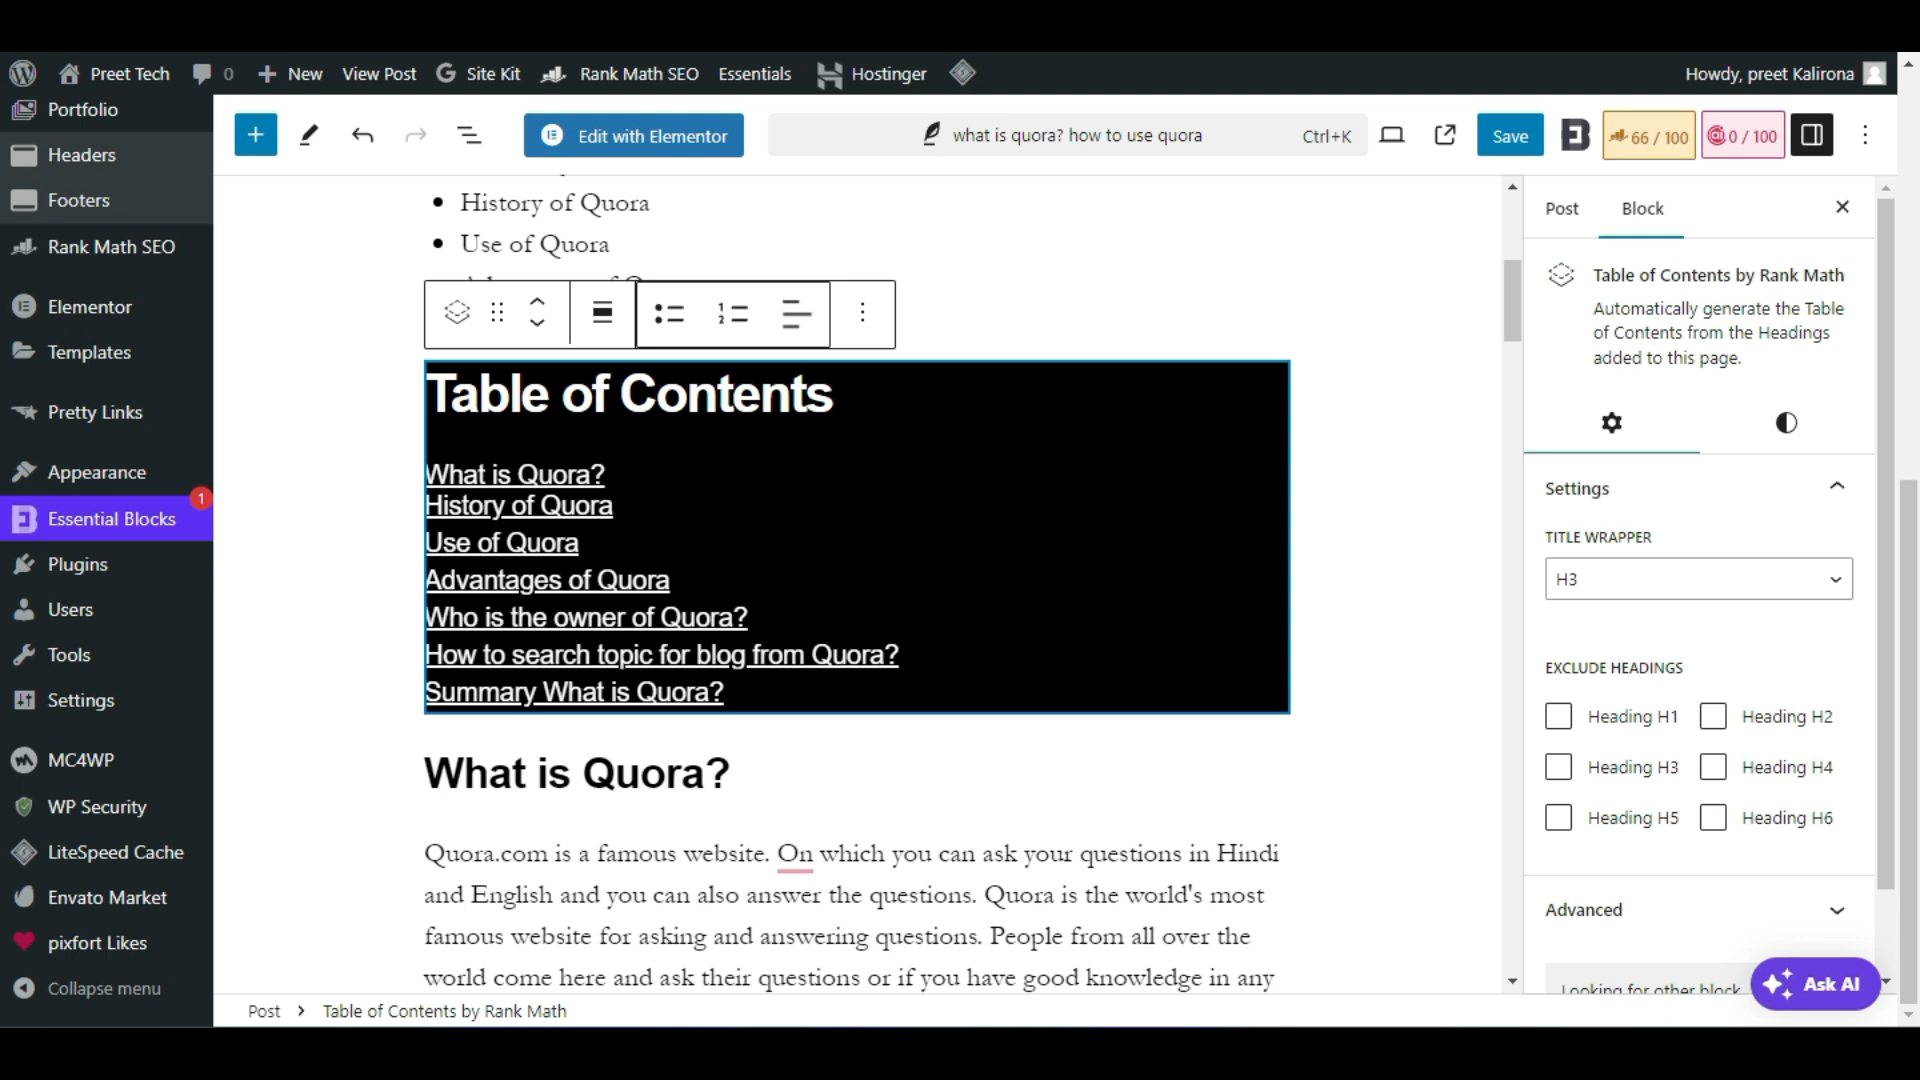 Preet Tech
0
New
View Post
Site Kit
Rank Math SEO
Essentials
Hostinger
Howdy, preet Kalirona
Portfolio
Headers
Footers
Rank Math SEO
Elementor
Templates
Pretty Links
Appearance
Essential Blocks
1
Plugins
Users
Tools
Settings
MC4WP
WP Security
LiteSpeed Cache
Envato Market
pixfort Likes
Collapse menu
Edit with Elementor
what is quora? how to use quora
Ctrl+K
Save
66 / 100
0 / 100
History of Quora
Use of Quora
Table of Contents
What is Quora?
History of Quora
Use of Quora
Advantages of Quora
Who is the owner of Quora?
How to search topic for blog from Quora?
Summary What is Quora?
What is Quora?
Quora.com is a famous website. On which you can ask your questions in Hindi
and English and you can also answer the questions. Quora is the world's most
famous website for asking and answering questions. People from all over the
world come here and ask their questions or if you have good knowledge in any
Post
Table of Contents by Rank Math
Post
Block
Table of Contents by Rank Math
Automatically generate the Table
of Contents from the Headings
added to this page.
Settings
TITLE WRAPPER
H3
EXCLUDE HEADINGS
Heading H1
Heading H2
Heading H3
Heading H4
Heading H5
Heading H6
Advanced
Looking for other block
Ask AI